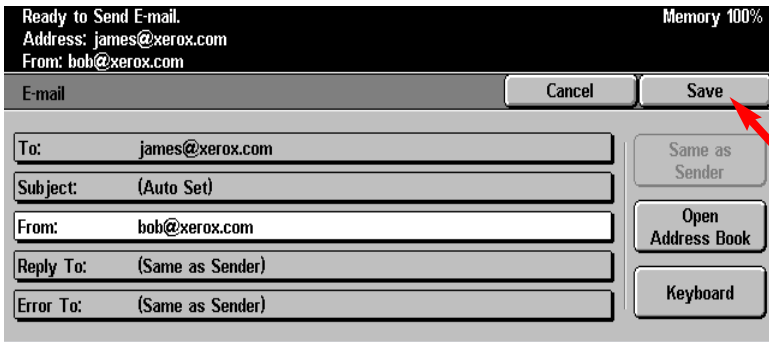 Ready to Send E-mail. Memory 100%
Address: james@xerox.com
From: bob@xerox.com
E-mail Cancel Save
To: james@xerox.com
Same as
Sender
Subject: (Auto Set)
From: bob@xerox.com
Open
Address Book
Reply To: (Same as Sender)
Keyboard
Error To: (Same as Sender)